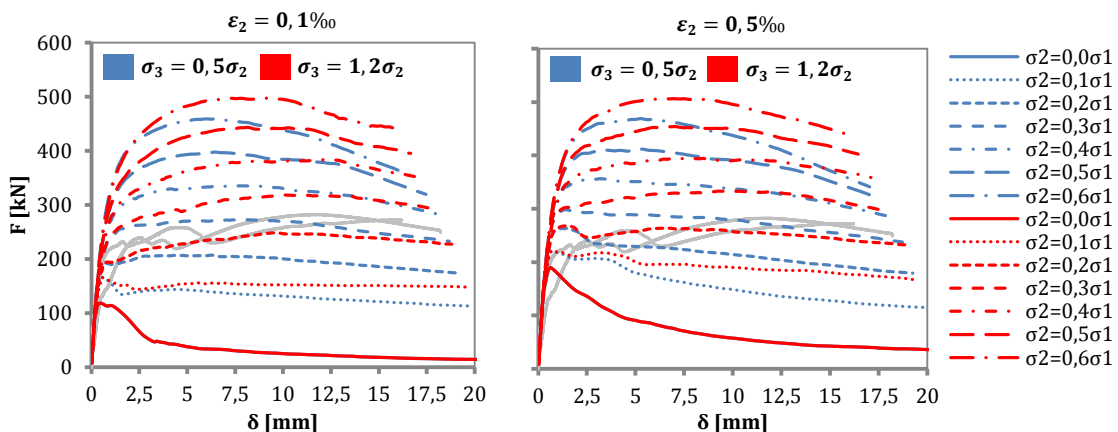 ε₂ = 0, 1‰
600
500
400
300
200
100
0
F [kN]
σ₃ = 0, 5σ₂ σ₃ = 1, 2σ₂
0 2,5 5 7,5 10 12,5 15 17,5 20
δ [mm]
ε₂ = 0, 5‰
σ₃ = 0, 5σ₂ σ₃ = 1, 2σ₂
0 2,5 5 7,5 10 12,5 15 17,5 20
δ [mm]
σ2=0,0σ1
σ2=0,1σ1
σ2=0,2σ1
σ2=0,3σ1
σ2=0,4σ1
σ2=0,5σ1
σ2=0,6σ1
σ2=0,0σ1
σ2=0,1σ1
σ2=0,2σ1
σ2=0,3σ1
σ2=0,4σ1
σ2=0,5σ1
σ2=0,6σ1